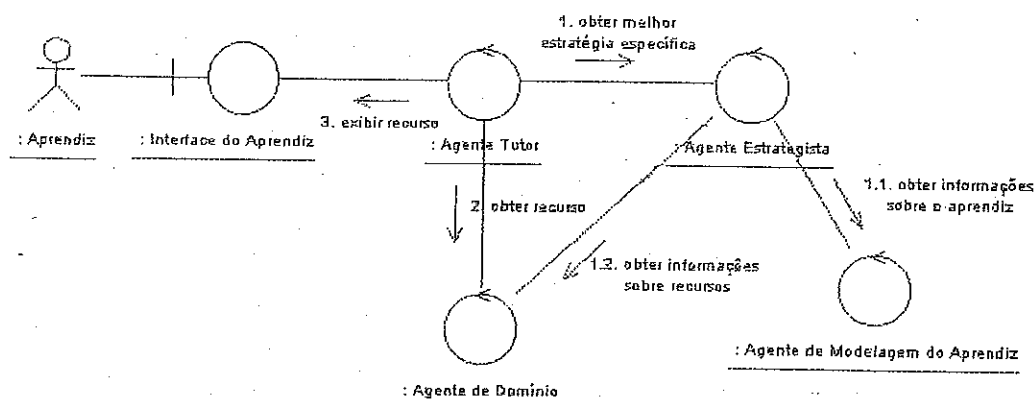 1. obter melhor
estratégia específica
3. exibir recurso
: Aprendiz
: Interface do Aprendiz
: Agente Tutor
: Agente Estrategista
1.1. obter informações
sobre o aprendiz
2. obter recurso
1.2. obter informações
sobre recursos
: Agente de Modelagem do Aprendiz
: Agente de Domínio